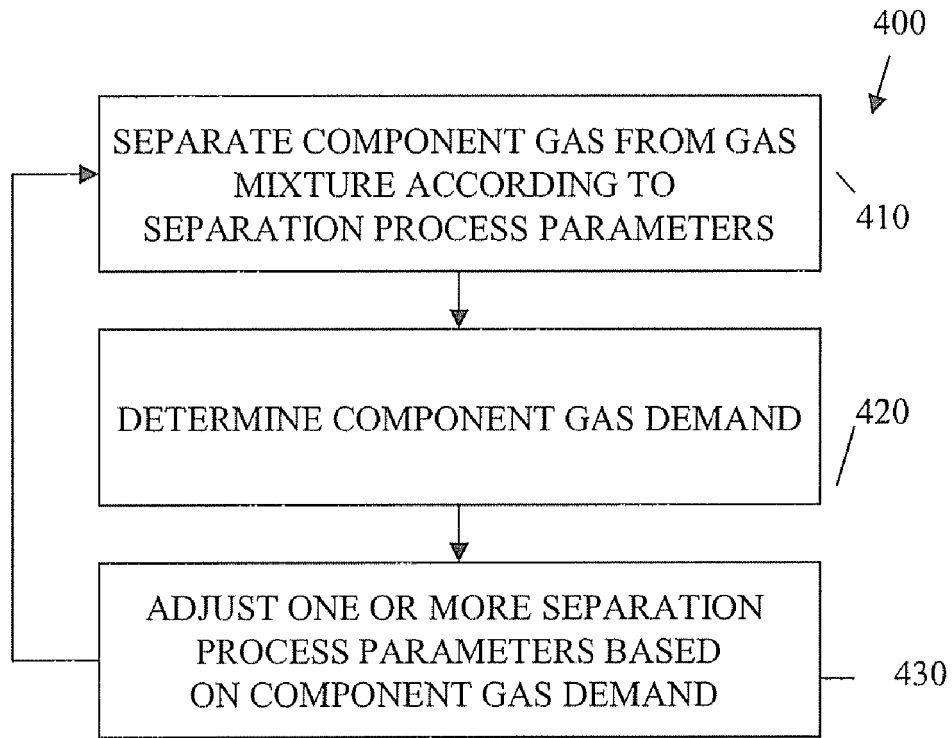 400
SEPARATE COMPONENT GAS FROM GAS
MIXTURE ACCORDING TO
SEPARATION PROCESS PARAMETERS
410
DETERMINE COMPONENT GAS DEMAND
420
ADJUST ONE OR MORE SEPARATION
PROCESS PARAMETERS BASED
ON COMPONENT GAS DEMAND
430